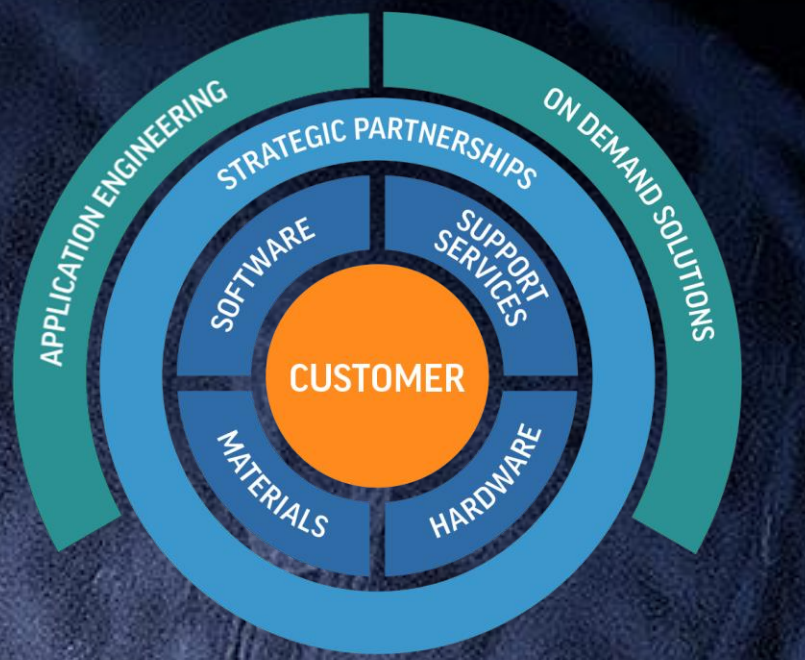 APPLICATION ENGINEERING
ON DEMAND SOLUTIONS
STRATEGIC PARTNERSHIPS
SOFTWARE
SUPPORT
SERVICES
CUSTOMER
MATERIALS
HARDWARE